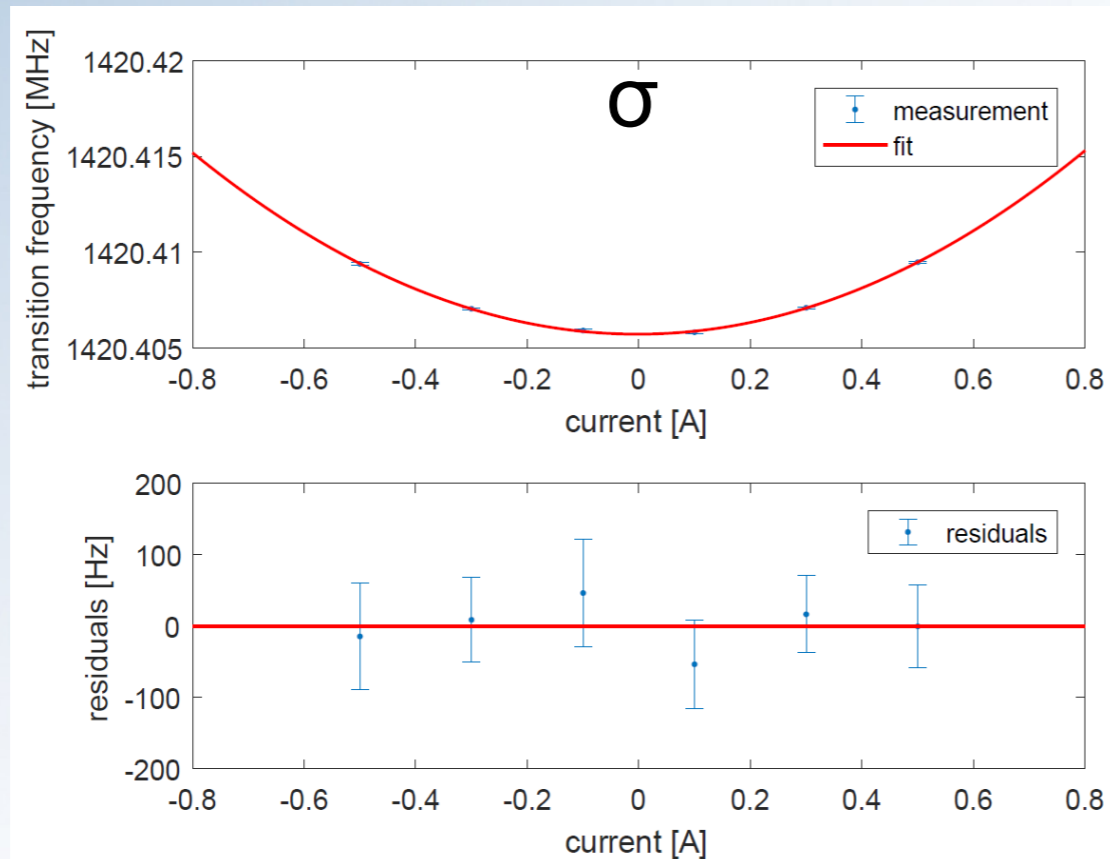 σ
transition frequency [MHz]
1420.42
1420.415
1420.41
1420.405
measurement
fit
-0.8 -0.6 -0.4 -0.2 0 0.2 0.4 0.6 0.8
current [A]
residuals [Hz]
200
100
0
-100
-200
residuals
-0.8 -0.6 -0.4 -0.2 0 0.2 0.4 0.6 0.8
current [A]